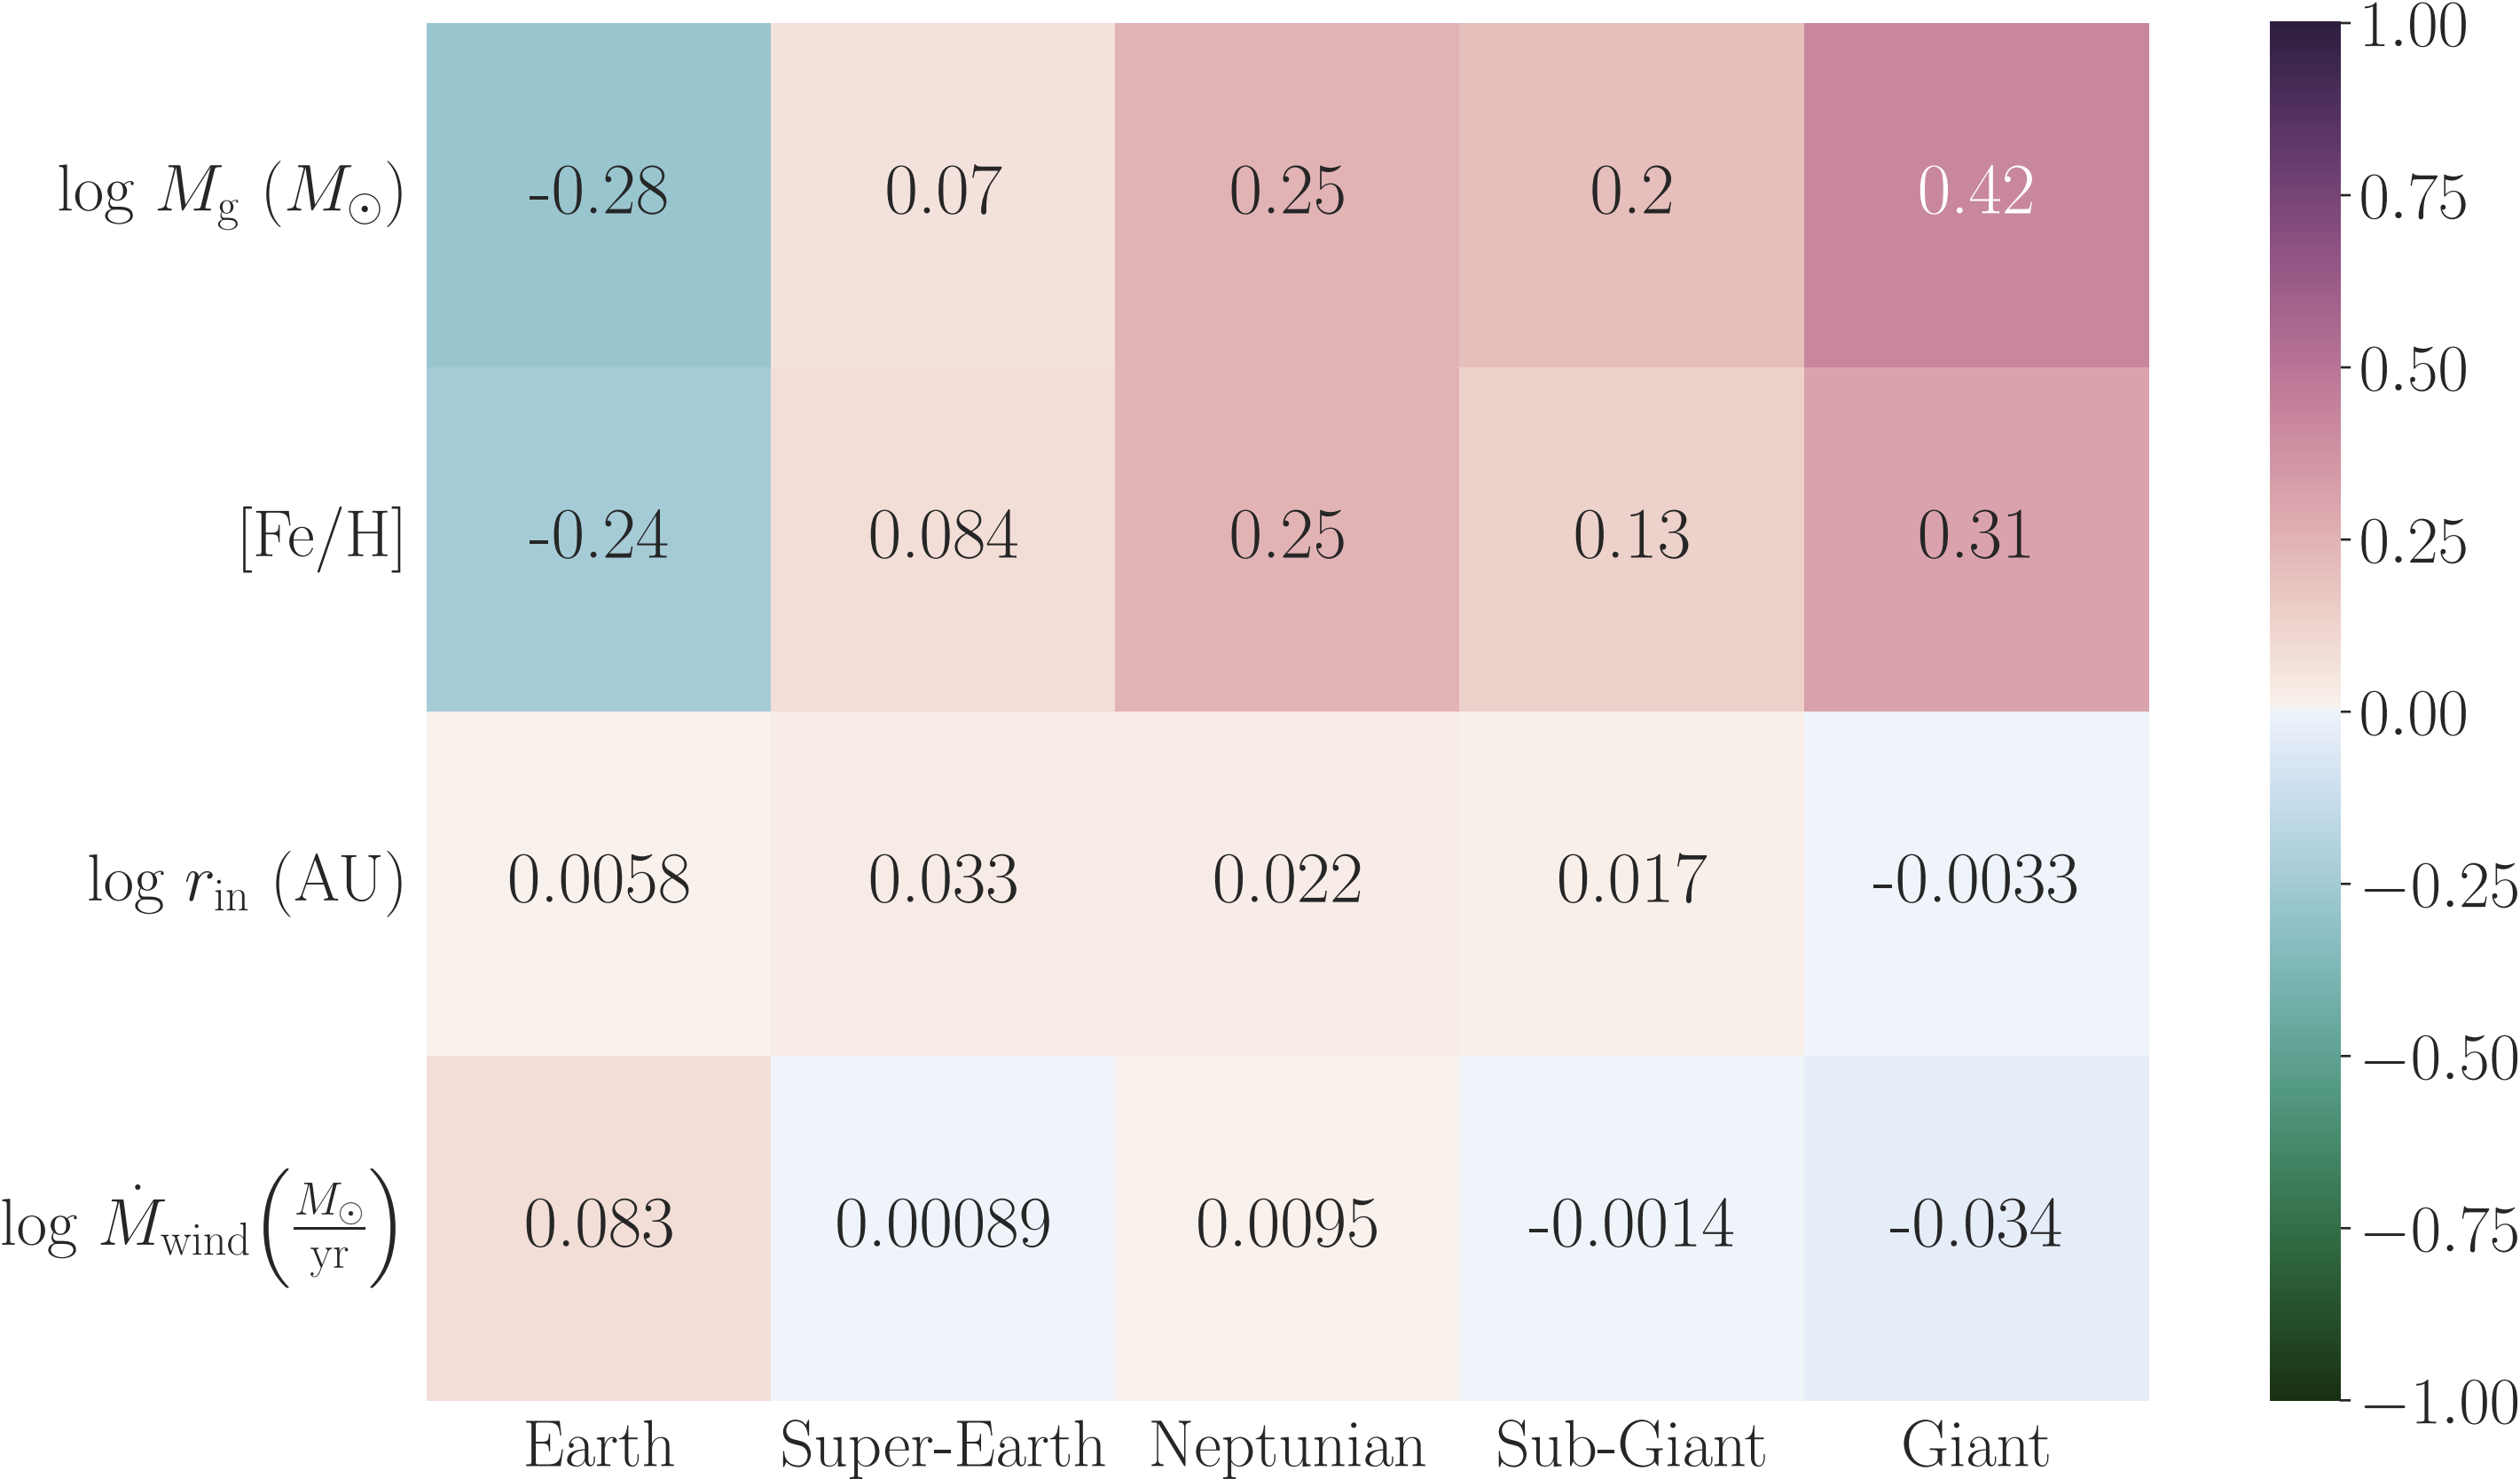 log M_g (M_⊙) -0.28 0.07 0.25 0.2 0.42
[Fe/H] -0.24 0.084 0.25 0.13 0.31
log r_in (AU) 0.0058 0.033 0.022 0.017 -0.0033
log Ṁ_wind (M_⊙/yr) 0.083 0.00089 0.0095 -0.0014 -0.034
Earth Super-Earth Neptunian Sub-Giant Giant
1.00
0.75
0.50
0.25
0.00
−0.25
−0.50
−0.75
−1.00